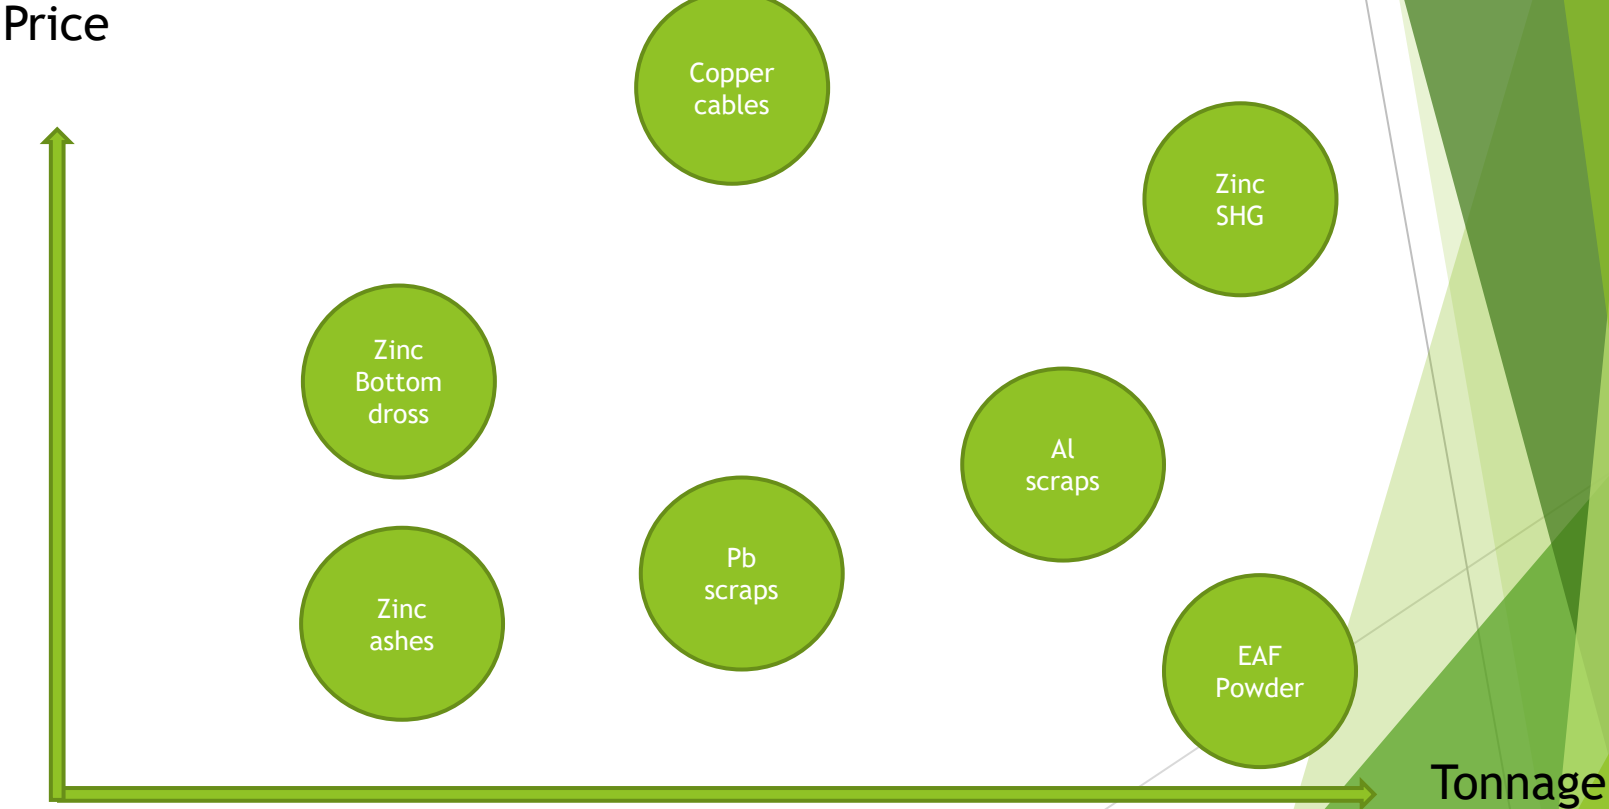 Price
Copper
cables
Zinc
SHG
Zinc
Bottom
dross
Al
scraps
Pb
scraps
Zinc
ashes
EAF
Powder
Tonnage